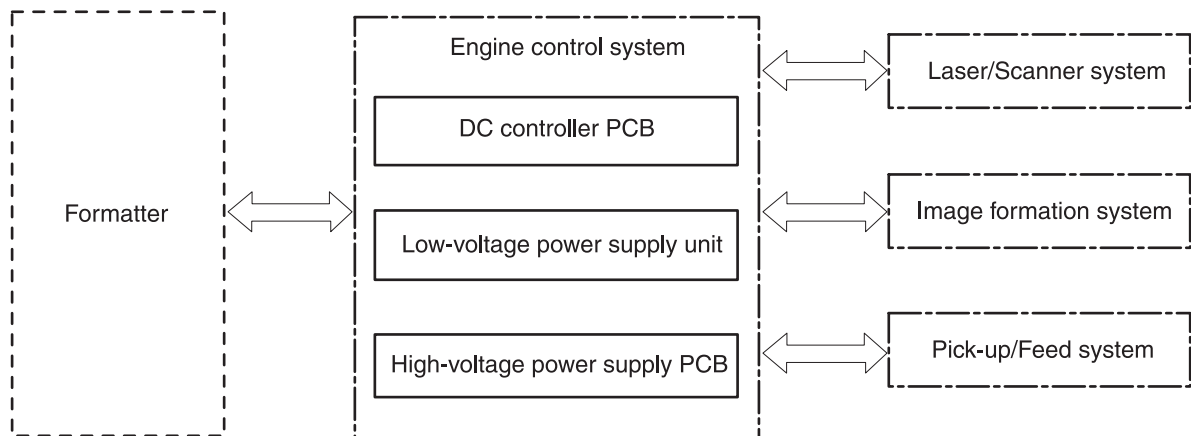 Formatter
Engine control system
DC controller PCB
Low-voltage power supply unit
High-voltage power supply PCB
Laser/Scanner system
Image formation system
Pick-up/Feed system